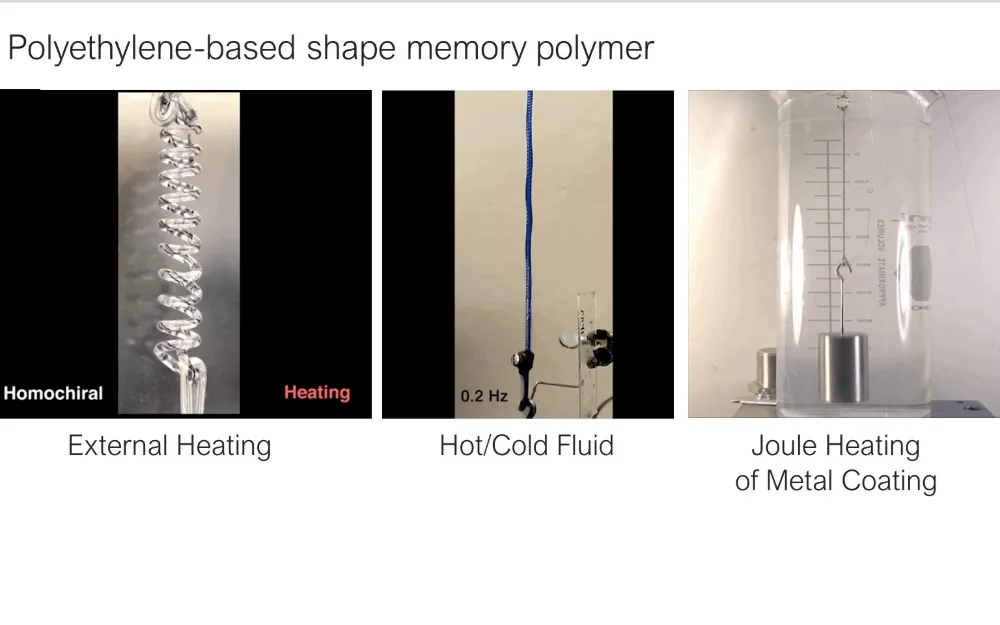 Polyethylene-based shape memory polymer
Homochiral
Heating
0.2 Hz
External Heating
Hot/Cold Fluid
Joule Heating
of Metal Coating